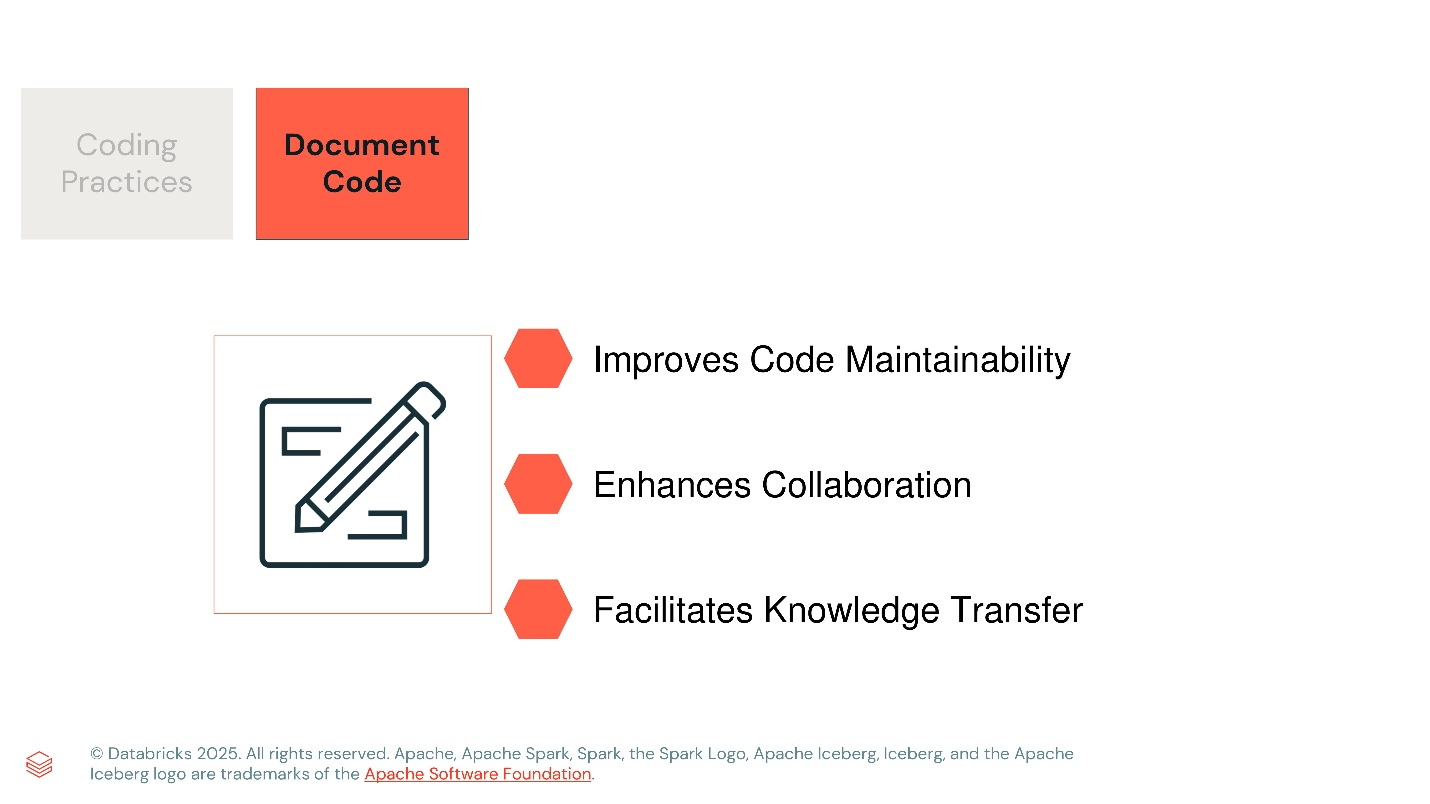 Coding
Practices
Document
Code
Improves Code Maintainability
Enhances Collaboration
Facilitates Knowledge Transfer
© Databricks 2025. All rights reserved. Apache, Apache Spark, Spark, the Spark Logo, Apache Iceberg, Iceberg, and the Apache
Iceberg logo are trademarks of the Apache Software Foundation.